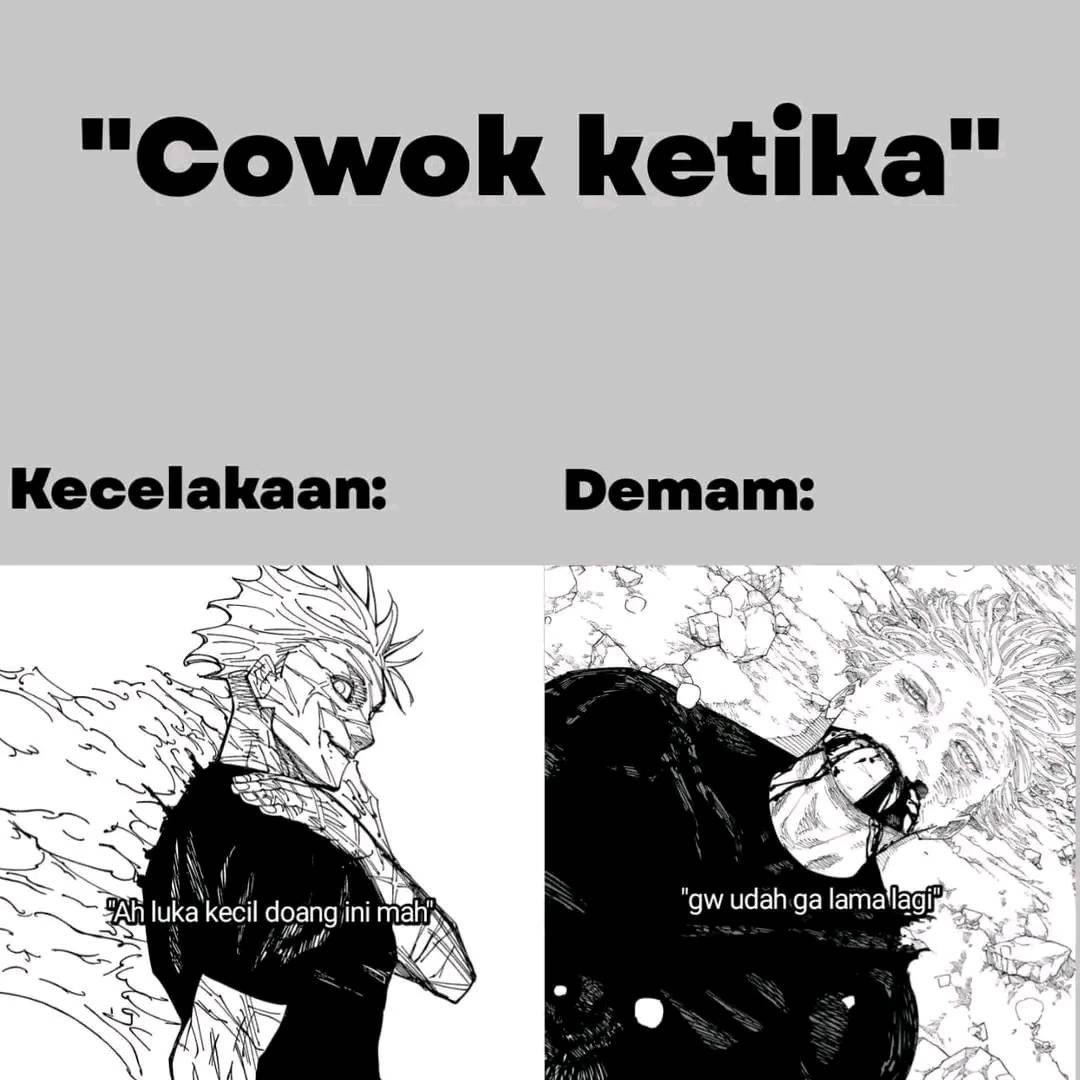 "Cowok ketika"
Kecelakaan:
Demam:
"Ah luka kecil doang ini mah"
"gw udah ga lama lagi"